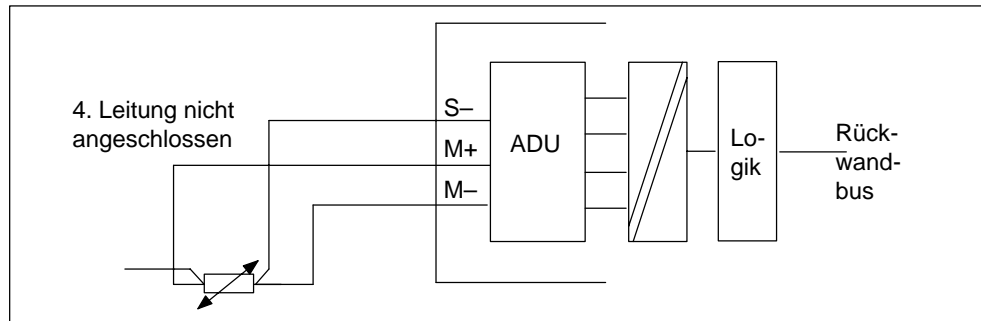 4. Leitung nicht
angeschlossen
S–
M+
M–
ADU
Lo-
gik
Rück-
wand-
bus